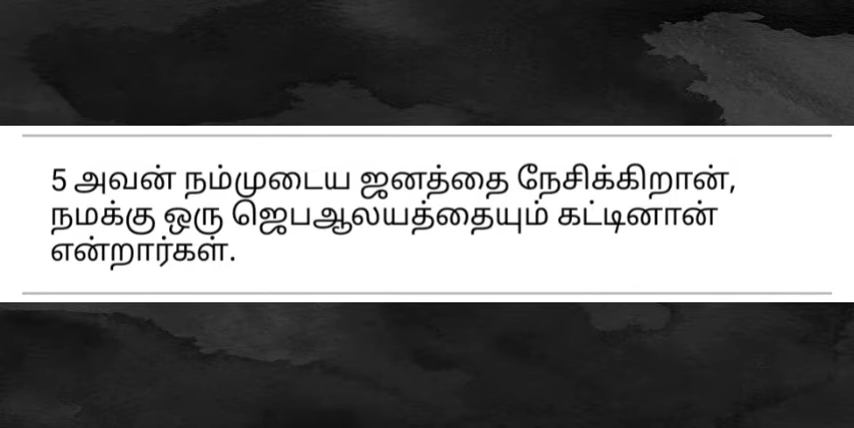 5 அவன் நம்முடைய ஜனத்தை நேசிக்கிறான்,
நமக்கு ஒரு ஜெபஆலயத்தையும் கட்டினான்
என்றார்கள்.